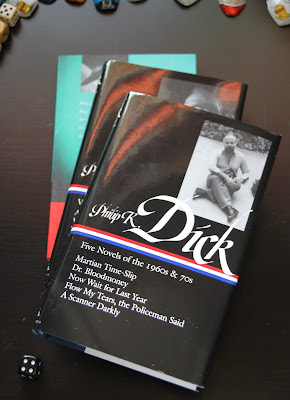 Philip K.
Dick
Five Novels of the 1960s & 70s
Martian Time-Slip
Dr. Bloodmoney
Now Wait for Last Year
Flow My Tears, the Policeman Said
A Scanner Darkly